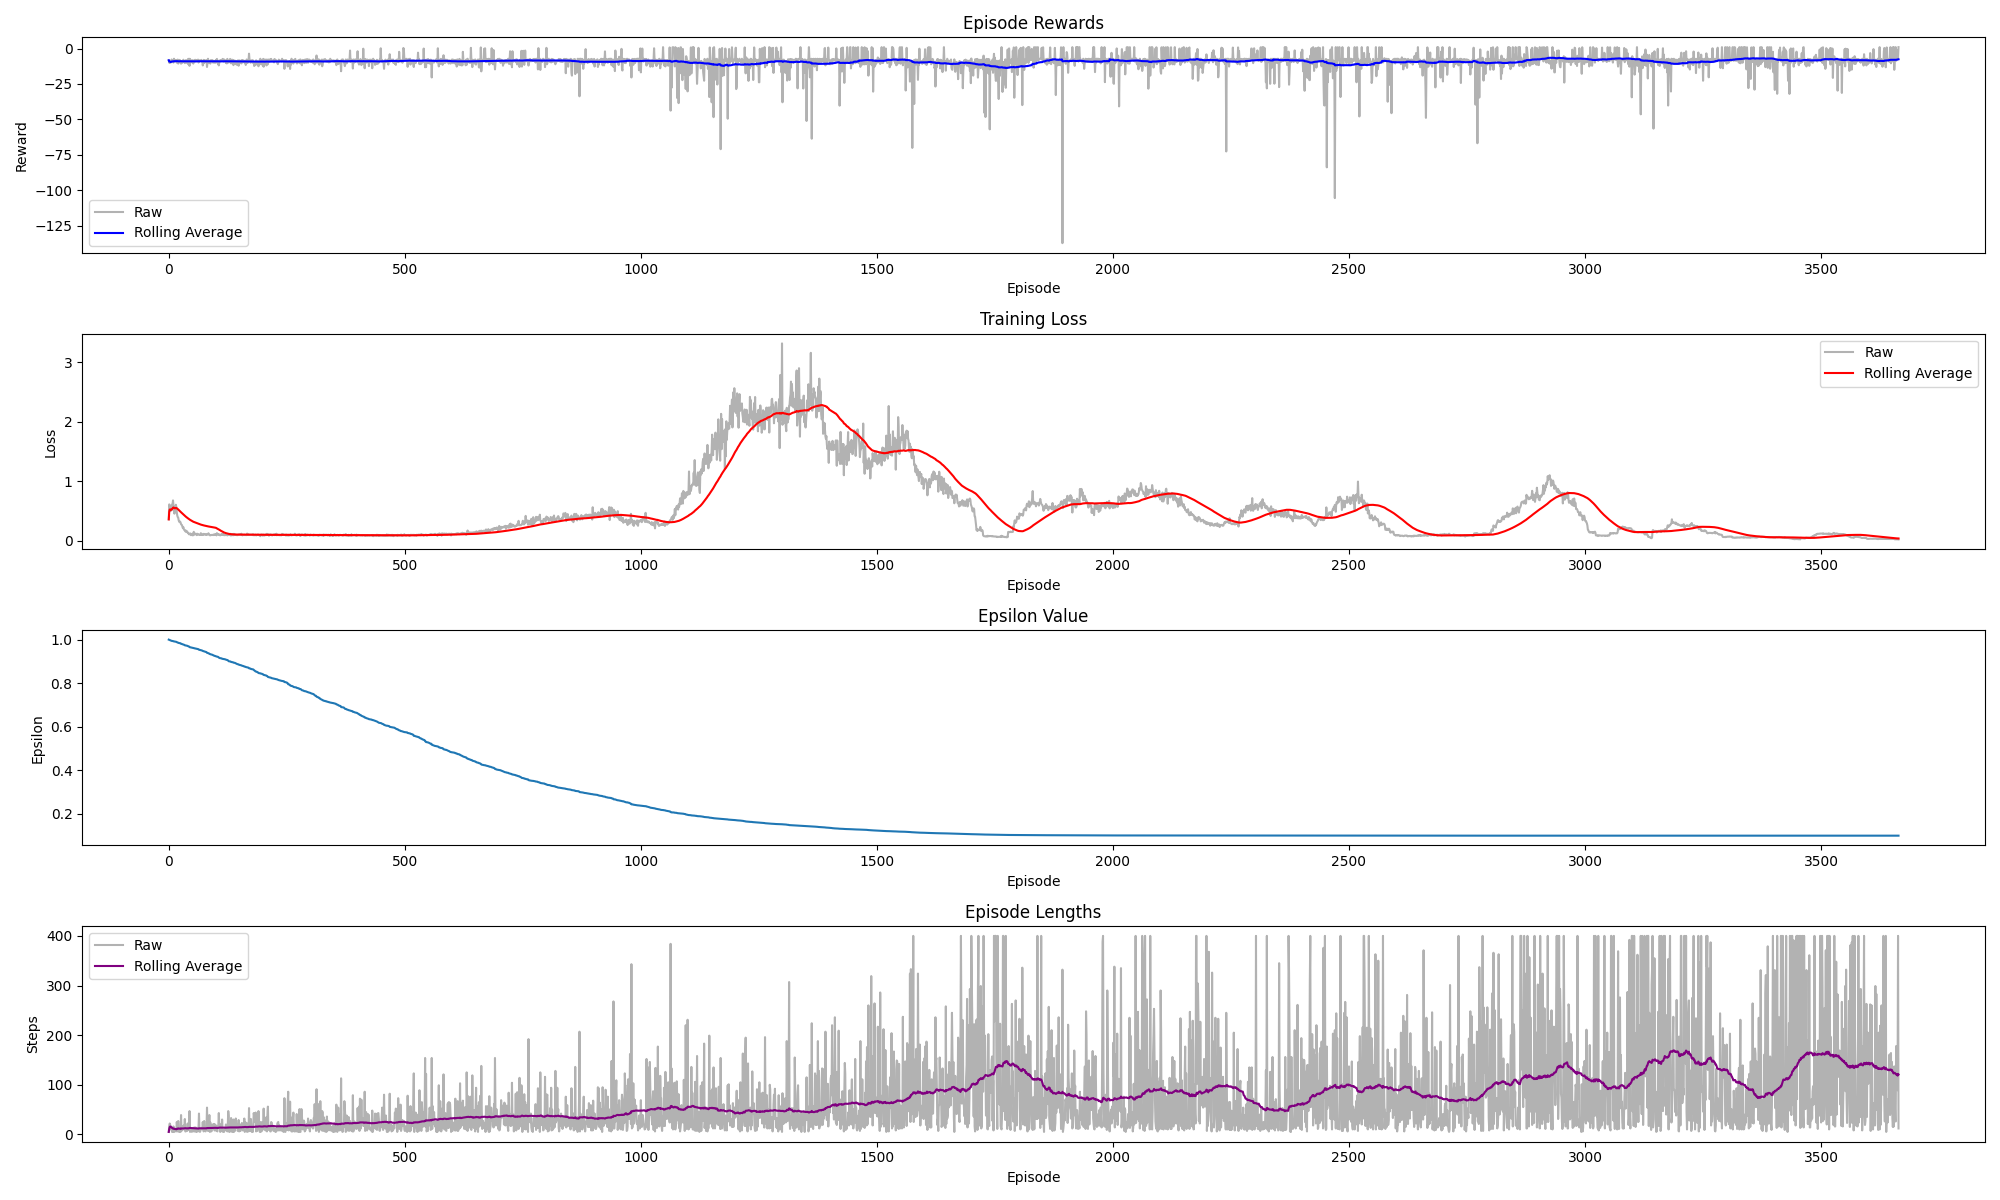 Episode Rewards
0
−25
−50
−75
−100
−125
Reward
Raw
Rolling Average
0 500 1000 1500 2000 2500 3000 3500
Episode
Training Loss
3
2
1
0
Loss
Raw
Rolling Average
0 500 1000 1500 2000 2500 3000 3500
Episode
Epsilon Value
1.0
0.8
0.6
0.4
0.2
Epsilon
0 500 1000 1500 2000 2500 3000 3500
Episode
Episode Lengths
400
300
200
100
0
Steps
Raw
Rolling Average
0 500 1000 1500 2000 2500 3000 3500
Episode